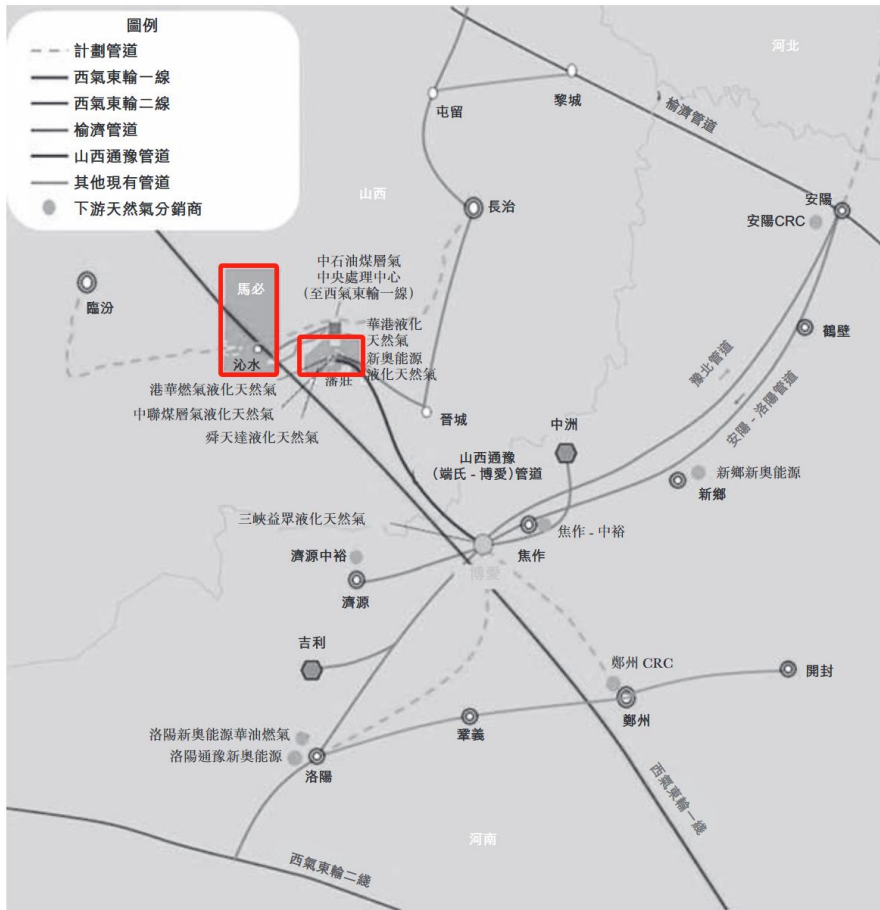 圖例
計劃管道
西氣東輸一線
西氣東輸二線
榆濟管道
山西通豫管道
其他現有管道
下游天然氣分銷商
河北
屯留
黎城
榆濟管道
山西
長治
安陽
安陽CRC
中石油煤層氣
中央處理中心
(至西氣東輸一線)
馬必
臨汾
華港液化
天然氣
鶴壁
沁水
新奧能源
液化天然氣
潘莊
豫北管道
港華燃氣液化天然氣
中聯煤層氣液化天然氣
舜天達液化天然氣
晉城
安陽 - 洛陽管道
中洲
山西通豫
(端氏 - 博愛)管道
新鄉新奧能源
新鄉
三峽益眾液化天然氣
焦作 - 中裕
焦作
濟源中裕
博愛
濟源
吉利
鄭州 CRC
開封
鄭州
洛陽新奧能源華油燃氣
鞏義
洛陽通豫新奧能源
洛陽
西氣東輸一綫
河南
西氣東輸二綫